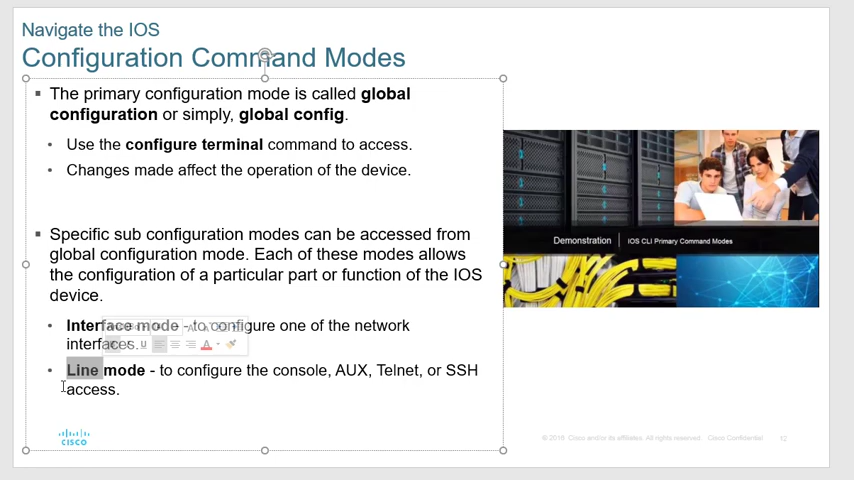 Navigate the IOS
Configuration Command Modes
▪ The primary configuration mode is called global
configuration or simply, global config.
• Use the configure terminal command to access.
• Changes made affect the operation of the device.
▪ Specific sub configuration modes can be accessed from
global configuration mode. Each of these modes allows
the configuration of a particular part or function of the IOS
device.
• Interface mode - to configure one of the network
interfaces.
• Line mode - to configure the console, AUX, Telnet, or SSH
access.
Demonstration | IOS CLI Primary Command Modes
CISCO
© 2016 Cisco and/or its affiliates. All rights reserved. Cisco Confidential 12